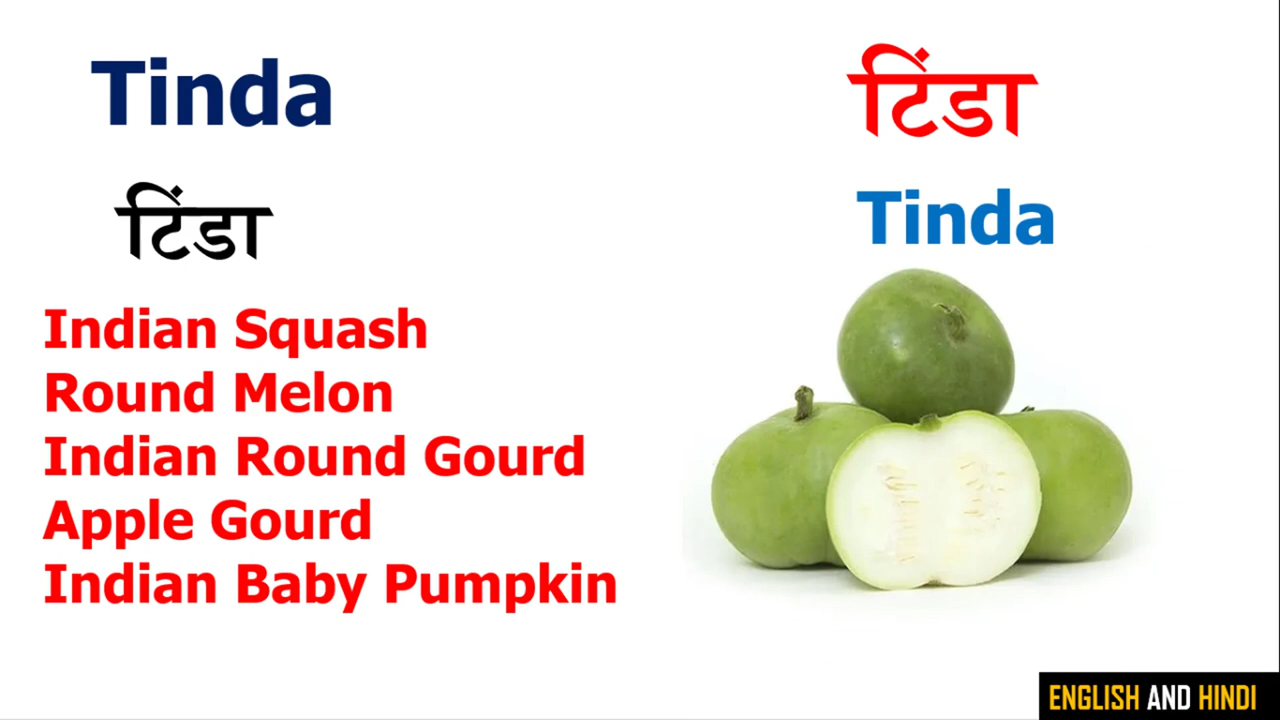 Tinda
टिंडा
Indian Squash
Round Melon
Indian Round Gourd
Apple Gourd
Indian Baby Pumpkin
टिंडा
Tinda
ENGLISH AND HINDI